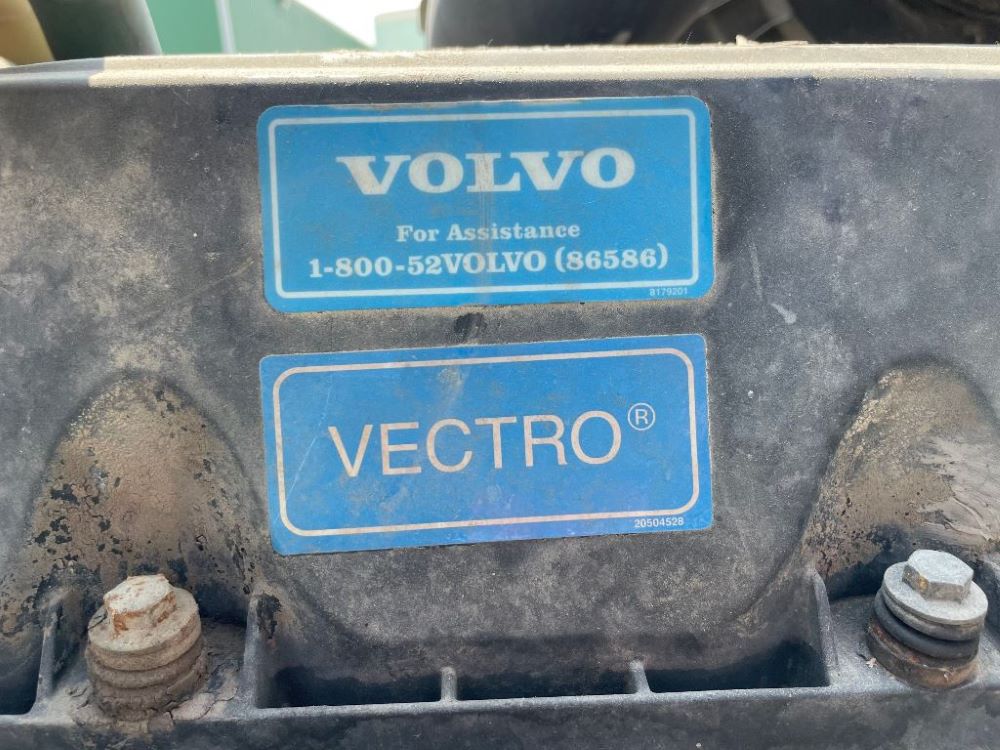 VOLVO
For Assistance
1-800-52VOLVO (86586)
8179201
VECTRO®
20504528